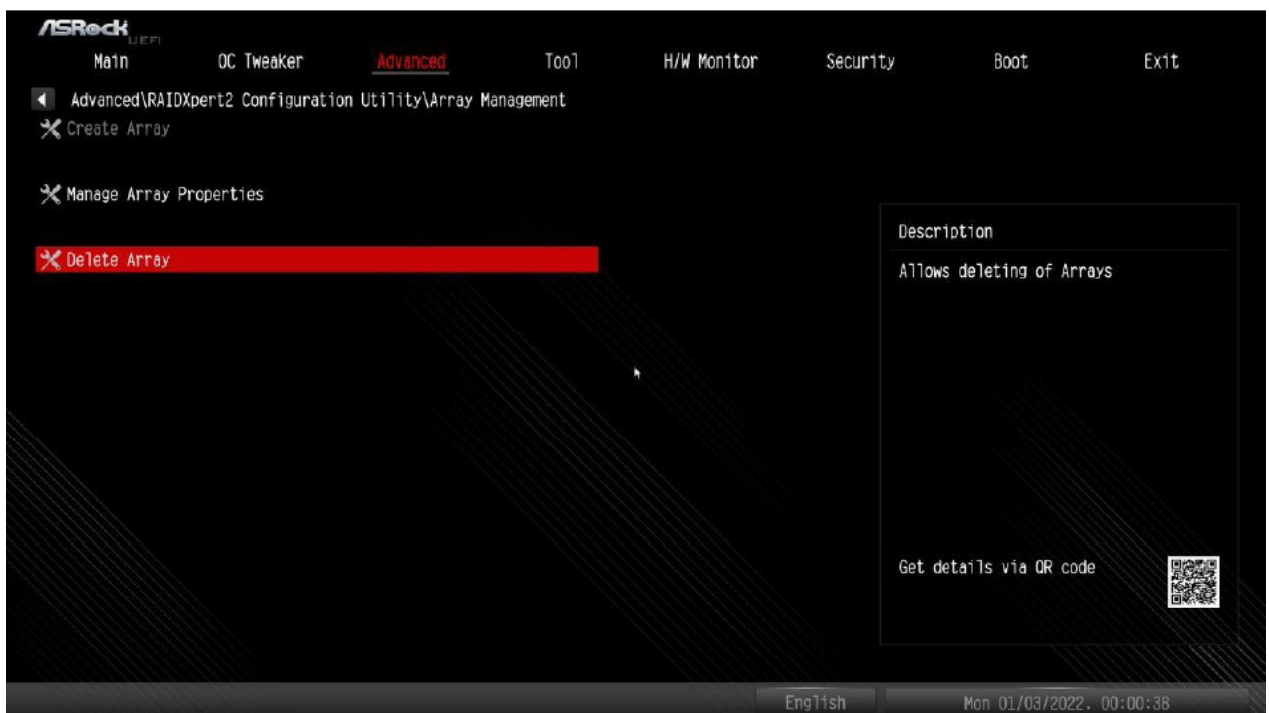 ASRock
UEFI
Main OC Tweaker Advanced Tool H/W Monitor Security Boot Exit
Advanced\RAIDXpert2 Configuration Utility\Array Management
Create Array
Manage Array Properties
Delete Array
Description
Allows deleting of Arrays
Get details via QR code
English Mon 01/03/2022. 00:00:38